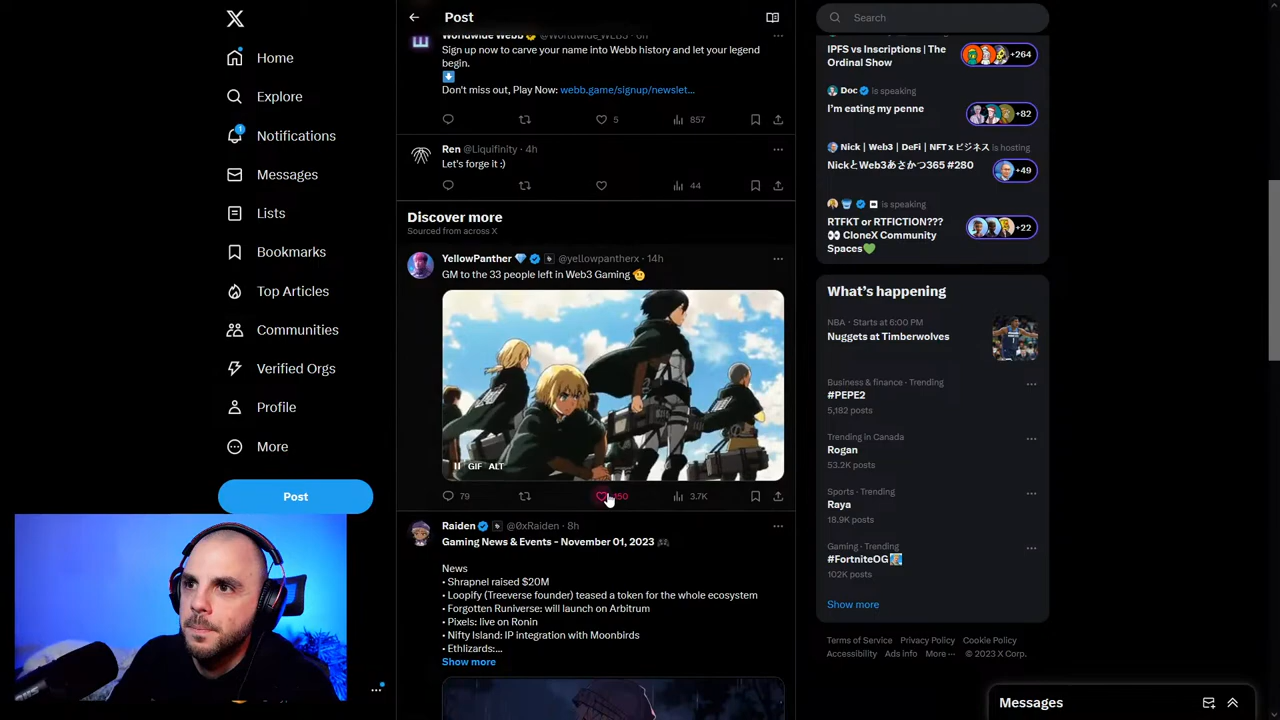 Home
Explore
1
Notifications
Messages
Lists
Bookmarks
Top Articles
Communities
Verified Orgs
Profile
More
Post
Post
Worldwide Webb @Worldwide_WEB3 · 6h
Sign up now to carve your name into Webb history and let your legend
begin.
Don't miss out, Play Now: webb.game/signup/newslet...
5 857
Ren @Liquifinity · 4h
Let's forge it :)
44
Discover more
Sourced from across X
YellowPanther @yellowpantherx · 14h
GM to the 33 people left in Web3 Gaming
GIF ALT
79 150 3.7K
Raiden @0xRaiden · 8h
Gaming News & Events - November 01, 2023
News
• Shrapnel raised $20M
• Loopify (Treeverse founder) teased a token for the whole ecosystem
• Forgotten Runiverse: will launch on Arbitrum
• Pixels: live on Ronin
• Nifty Island: IP integration with Moonbirds
• Ethlizards:...
Show more
Search
IPFS vs Inscriptions | The
Ordinal Show
+264
Doc is speaking
I'm eating my penne
+82
Nick | Web3 | DeFi | NFT x ビジネス is hosting
NickとWeb3あさかつ365 #280
+49
is speaking
RTFKT or RTFICTION???
👀 CloneX Community
Spaces💚
+22
What's happening
NBA · Starts at 6:00 PM
Nuggets at Timberwolves
Business & finance · Trending
#PEPE2
5,182 posts
Trending in Canada
Rogan
53.2K posts
Sports · Trending
Raya
18.9K posts
Gaming · Trending
#FortniteOG
102K posts
Show more
Terms of Service Privacy Policy Cookie Policy
Accessibility Ads info More ··· © 2023 X Corp.
Messages